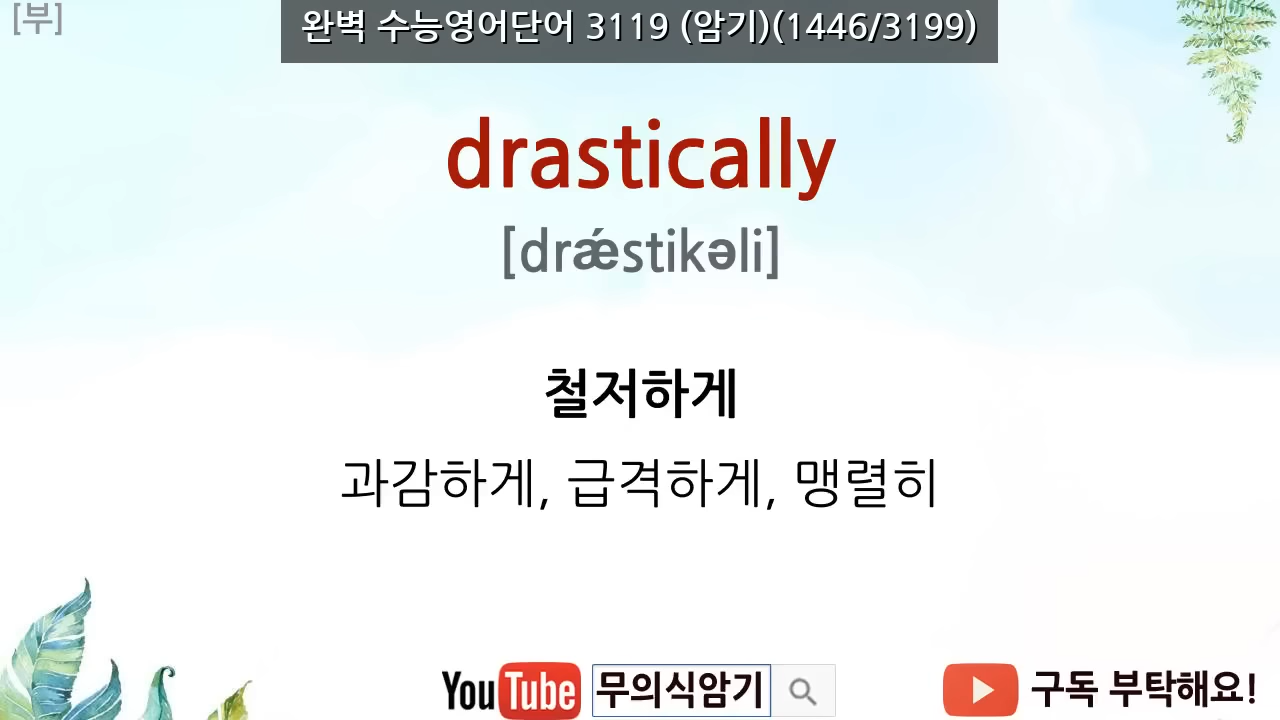 [부]
완벽 수능영어단어 3119 (암기)(1446/3199)
drastically
[drǽstikəli]
철저하게
과감하게, 급격하게, 맹렬히
YouTube 무의식암기 구독 부탁해요!